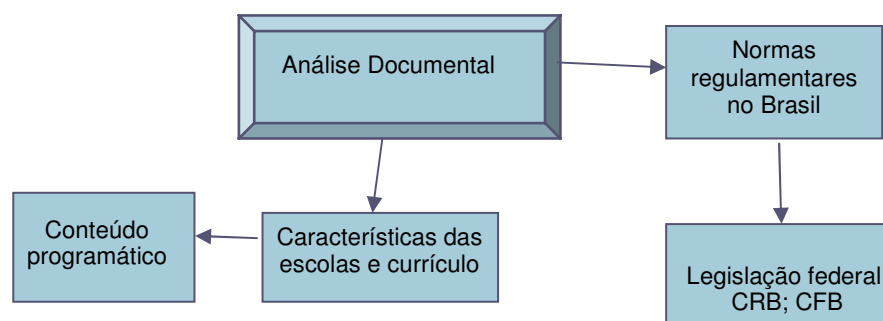 Análise Documental
Normas
regulamentares
no Brasil
Conteúdo
programático
Características das
escolas e currículo
Legislação federal
CRB; CFB